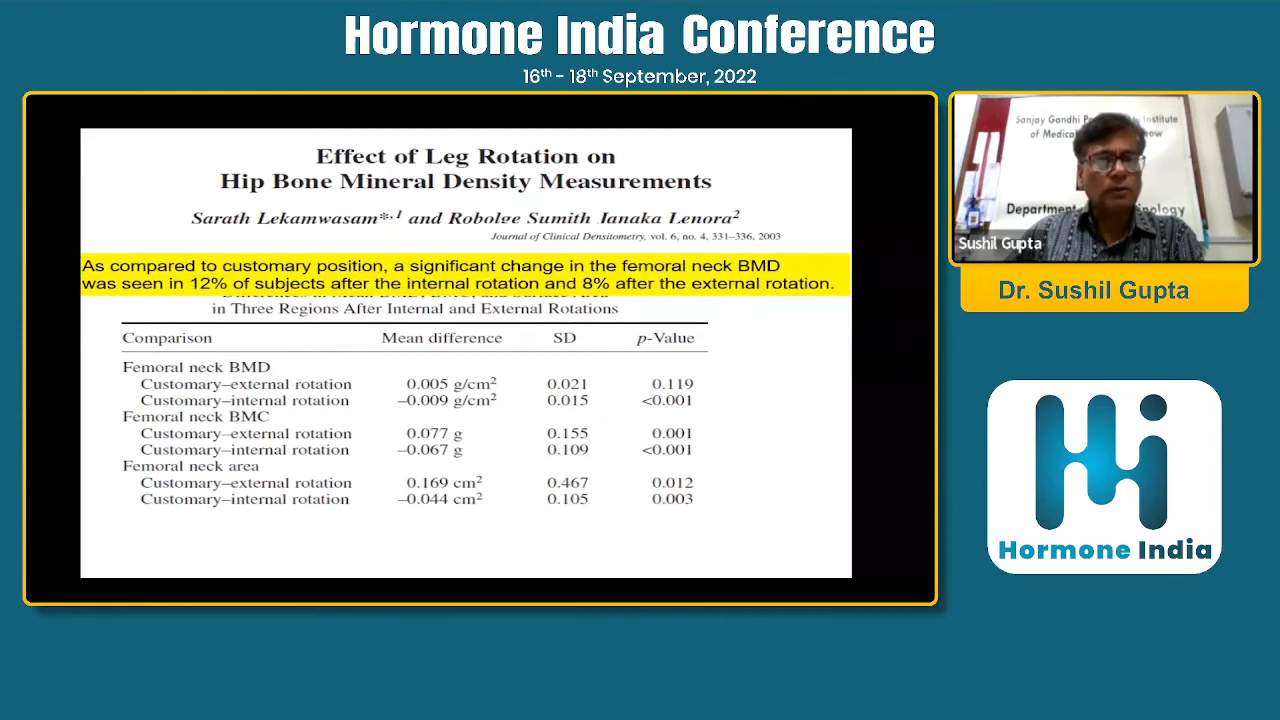 Hormone India Conference
16th - 18th September, 2022
Effect of Leg Rotation on
Hip Bone Mineral Density Measurements
Sarath Lekamwasam*,1 and Robolge Sumith Janaka Lenora2
Journal of Clinical Densitometry, vol. 6, no. 4, 331–336, 2003
As compared to customary position, a significant change in the femoral neck BMD
was seen in 12% of subjects after the internal rotation and 8% after the external rotation.
in Three Regions After Internal and External Rotations
Comparison Mean difference SD p-Value
Femoral neck BMD
Customary–external rotation 0.005 g/cm2 0.021 0.119
Customary–internal rotation –0.009 g/cm2 0.015 <0.001
Femoral neck BMC
Customary–external rotation 0.077 g 0.155 0.001
Customary–internal rotation –0.067 g 0.109 <0.001
Femoral neck area
Customary–external rotation 0.169 cm2 0.467 0.012
Customary–internal rotation –0.044 cm2 0.105 0.003
Sanjay Gandhi Institute
of Medical
Department
Sushil Gupta
Dr. Sushil Gupta
Hormone India